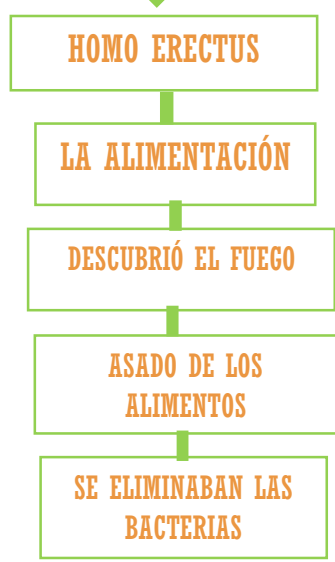 HOMO ERECTUS
LA ALIMENTACIÓN
DESCUBRIÓ EL FUEGO
ASADO DE LOS
ALIMENTOS
SE ELIMINABAN LAS
BACTERIAS